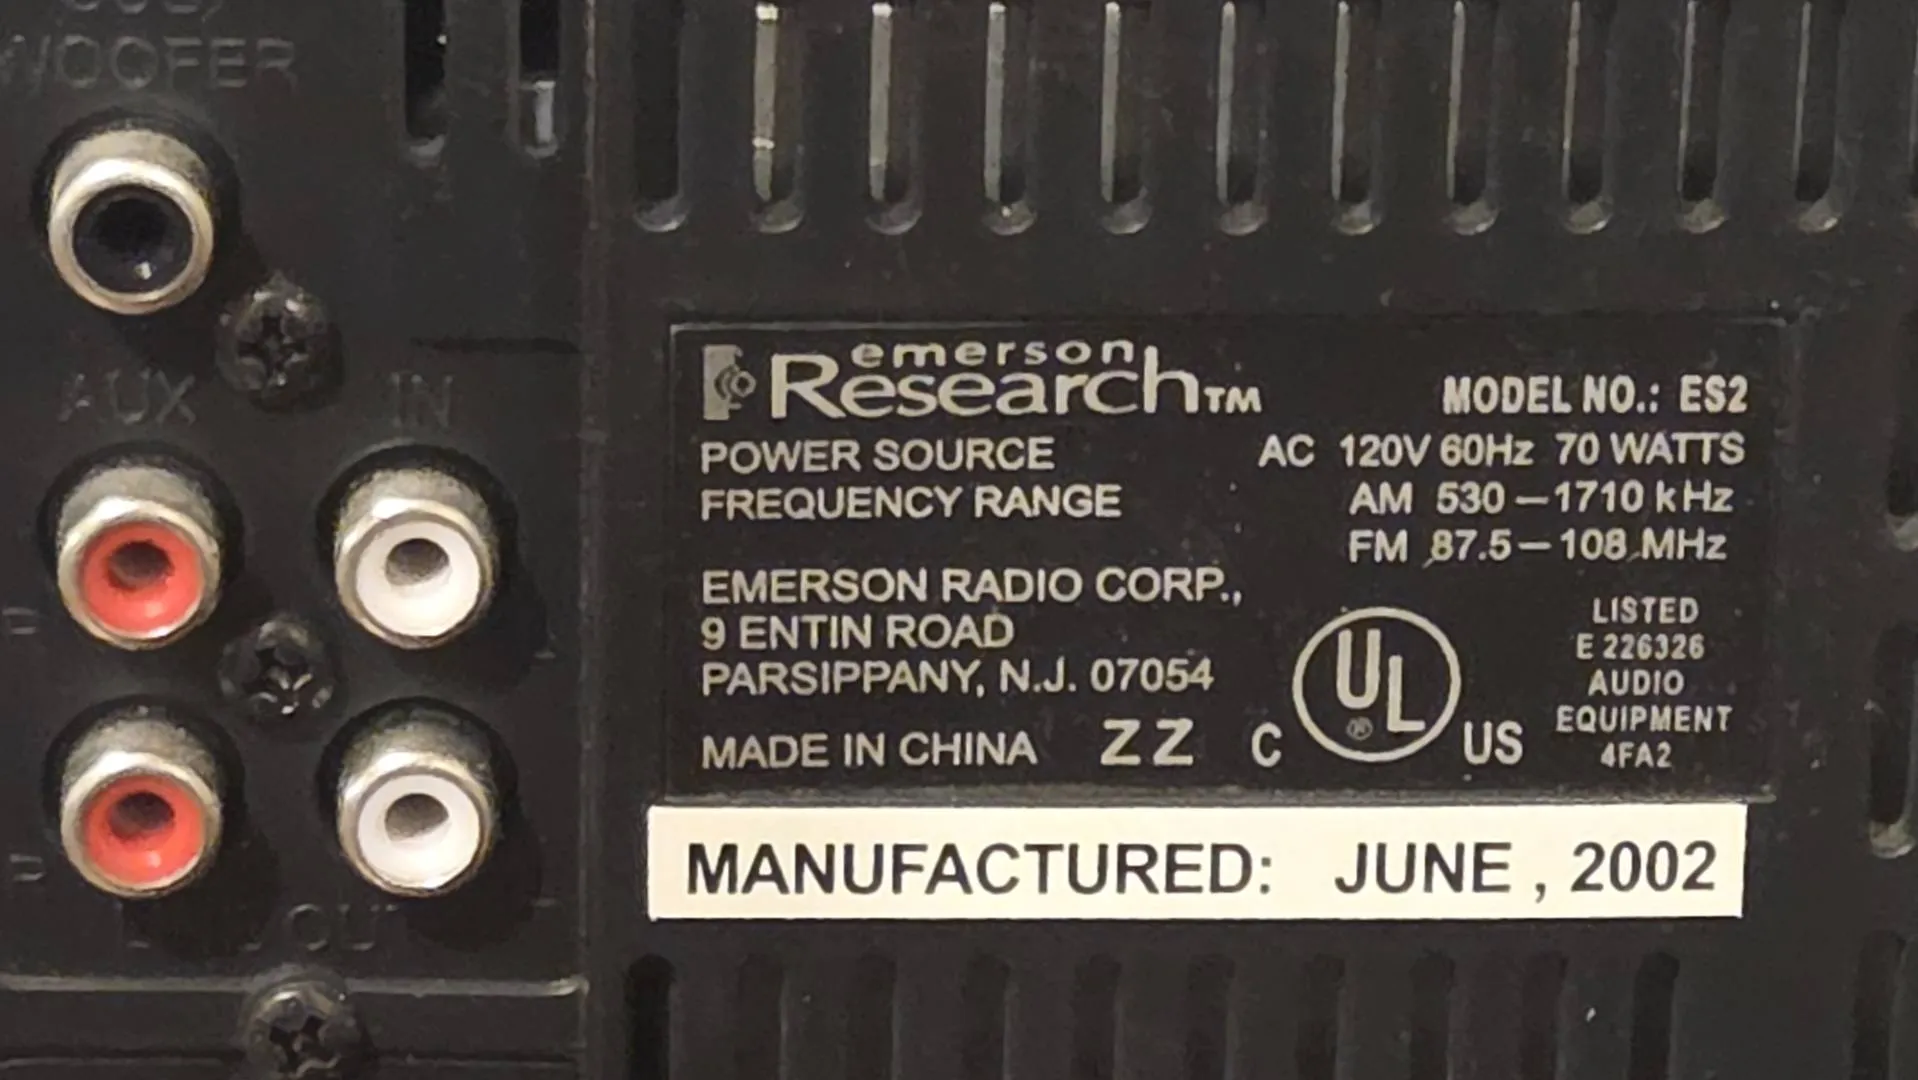 WOOFER
AUX IN
OUT
emerson
Research™
MODEL NO.: ES2
POWER SOURCE AC 120V 60Hz 70 WATTS
FREQUENCY RANGE AM 530–1710 kHz
FM 87.5–108 MHz
EMERSON RADIO CORP.,
9 ENTIN ROAD
PARSIPPANY, N.J. 07054
MADE IN CHINA ZZ
C UL® US
LISTED
E 226326
AUDIO
EQUIPMENT
4FA2
MANUFACTURED: JUNE , 2002